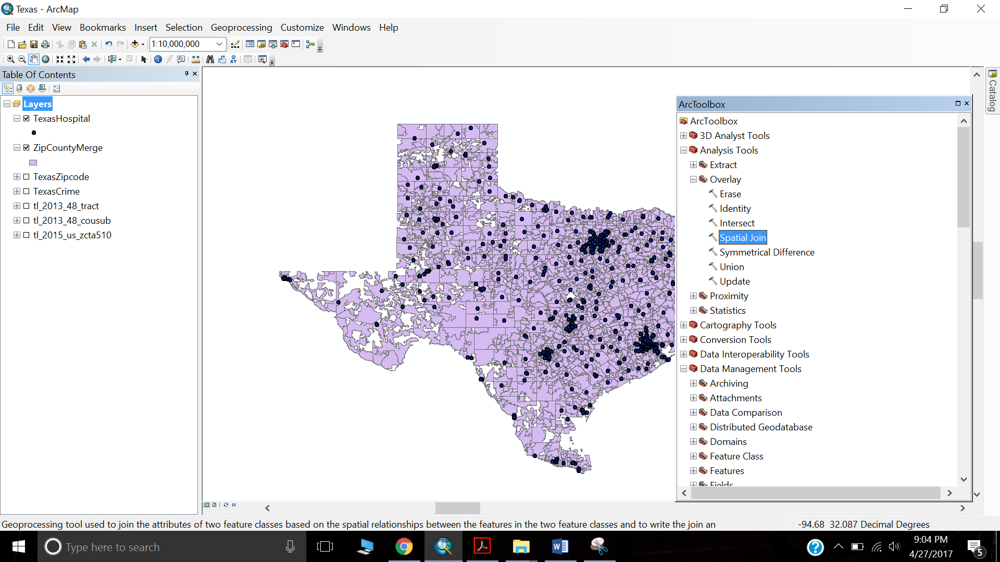 Texas - ArcMap
File Edit View Bookmarks Insert Selection Geoprocessing Customize Windows Help
1:10,000,000
Table Of Contents
Layers
TexasHospital
ZipCountyMerge
TexasZipcode
TexasCrime
tl_2013_48_tract
tl_2013_48_cousub
tl_2015_us_zcta510
ArcToolbox
ArcToolbox
3D Analyst Tools
Analysis Tools
Extract
Overlay
Erase
Identity
Intersect
Spatial Join
Symmetrical Difference
Union
Update
Proximity
Statistics
Cartography Tools
Conversion Tools
Data Interoperability Tools
Data Management Tools
Archiving
Attachments
Data Comparison
Distributed Geodatabase
Domains
Feature Class
Features
Fields
Catalog
Geoprocessing tool used to join the attributes of two feature classes based on the spatial relationships between the features in the two feature classes and to write the join an
-94.68 32.087 Decimal Degrees
Type here to search
9:04 PM
4/27/2017
5